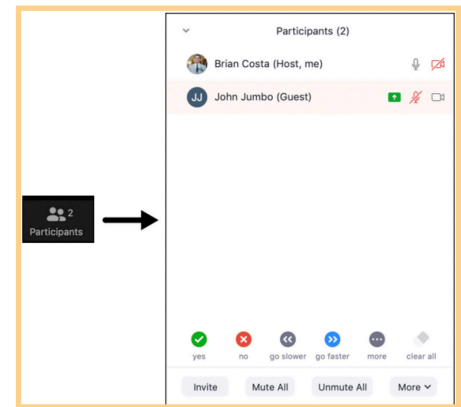 Participants (2)
Brian Costa (Host, me)
JJ John Jumbo (Guest)
2
Participants
yes no go slower go faster more clear all
Invite Mute All Unmute All More